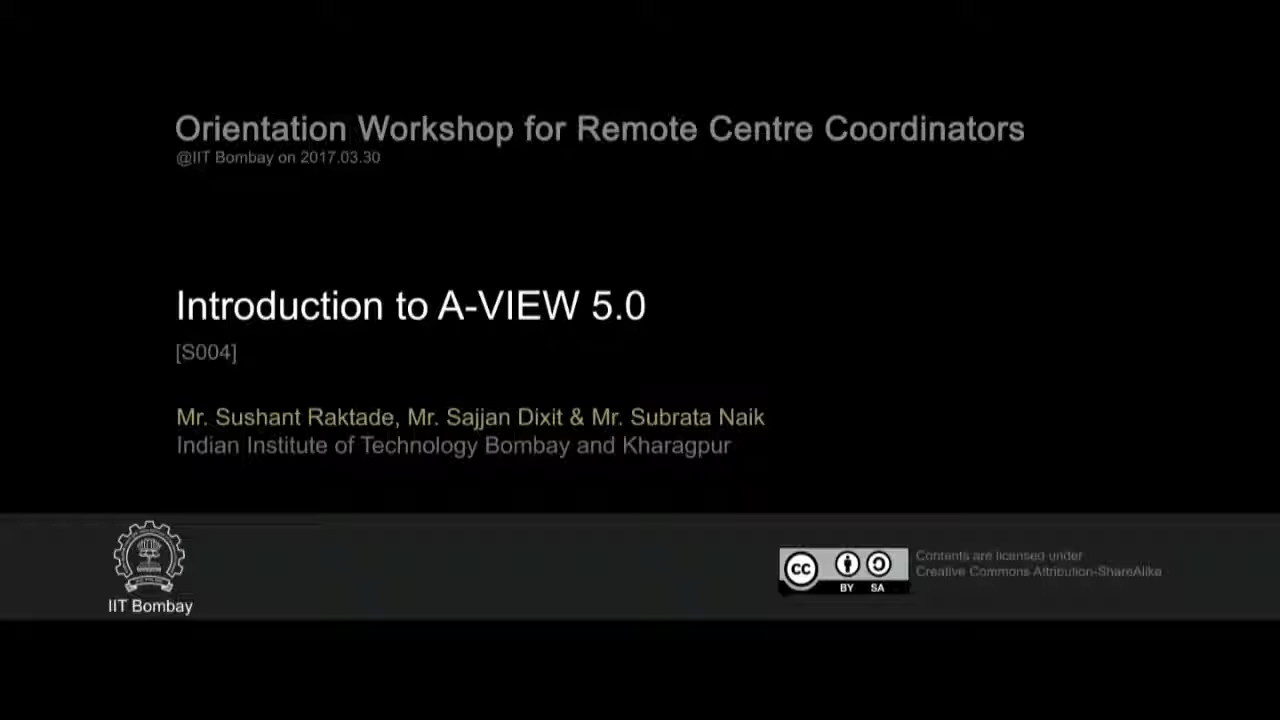 Orientation Workshop for Remote Centre Coordinators
@IIT Bombay on 2017.03.30
Introduction to A-VIEW 5.0
[S004]
Mr. Sushant Raktade, Mr. Sajjan Dixit & Mr. Subrata Naik
Indian Institute of Technology Bombay and Kharagpur
IIT Bombay
CC
BY SA
Contents are licensed under
Creative Commons Attribution-ShareAlike